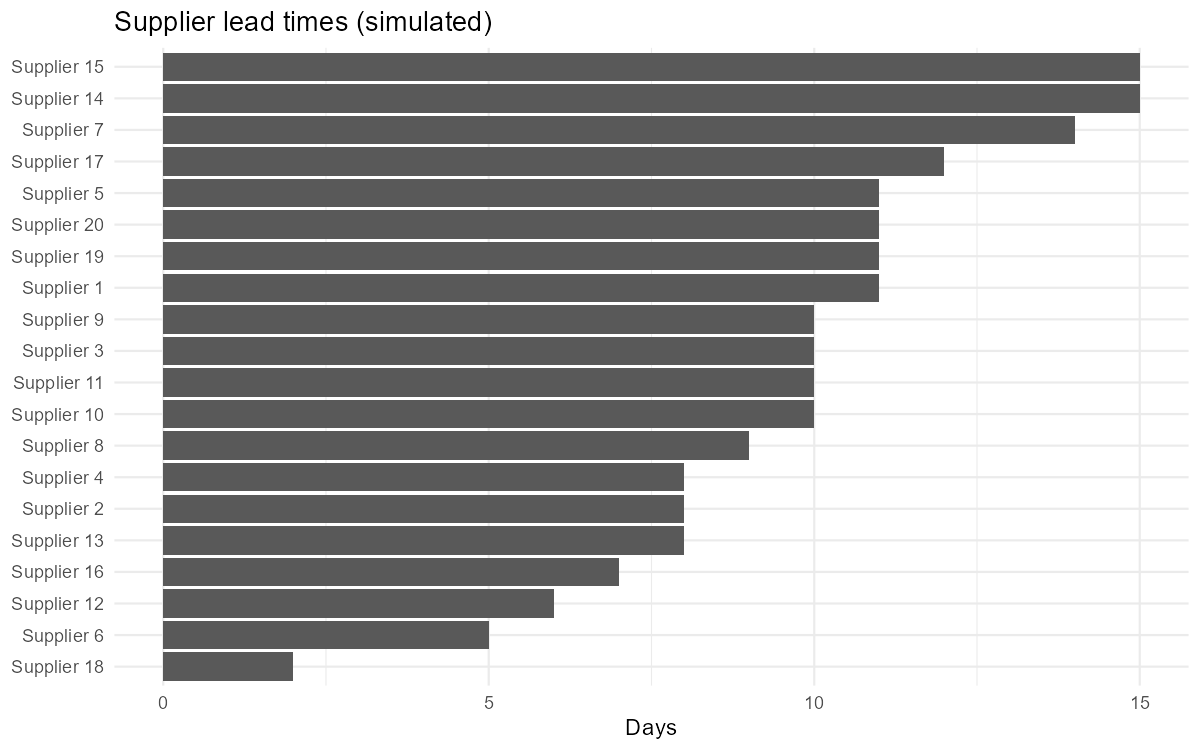 Supplier lead times (simulated)
Supplier 15
Supplier 14
Supplier 7
Supplier 17
Supplier 5
Supplier 20
Supplier 19
Supplier 1
Supplier 9
Supplier 3
Supplier 11
Supplier 10
Supplier 8
Supplier 4
Supplier 2
Supplier 13
Supplier 16
Supplier 12
Supplier 6
Supplier 18
0 5 10 15
Days